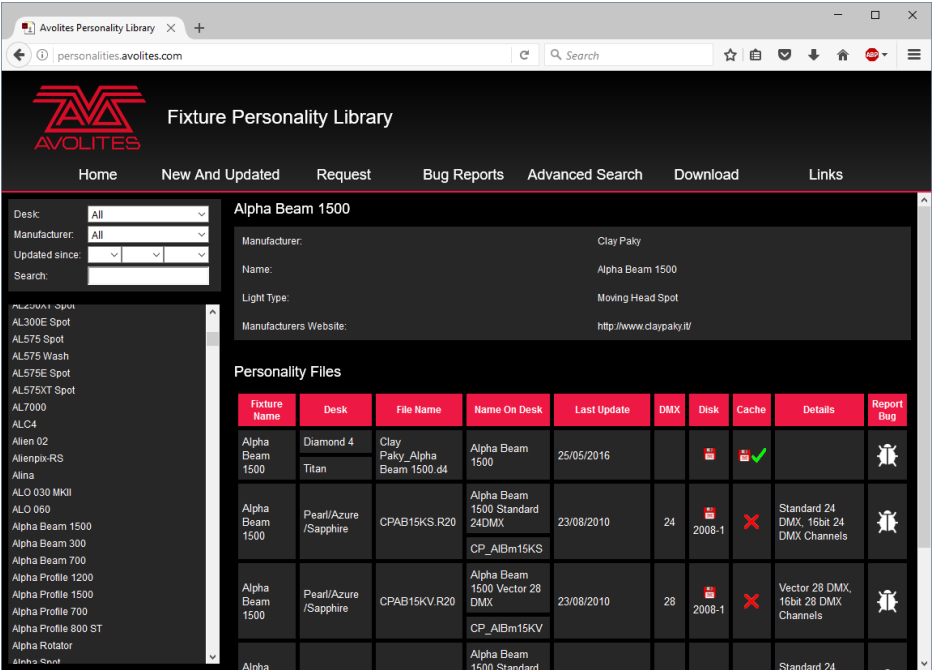 Avolites Personality Library
personalities.avolites.com
Search
ABP
AVOLITES
Fixture Personality Library
Home New And Updated Request Bug Reports Advanced Search Download Links
Desk: All
Manufacturer: All
Updated since:
Search:
AL250XT Spot
AL300E Spot
AL575 Spot
AL575 Wash
AL575E Spot
AL575XT Spot
AL7000
ALC4
Alien 02
Alienpix-RS
Alina
ALO 030 MKII
ALO 060
Alpha Beam 1500
Alpha Beam 300
Alpha Beam 700
Alpha Profile 1200
Alpha Profile 1500
Alpha Profile 700
Alpha Profile 800 ST
Alpha Rotator
Alpha Spot
Alpha Beam 1500
Manufacturer: Clay Paky
Name: Alpha Beam 1500
Light Type: Moving Head Spot
Manufacturers Website: http://www.claypaky.it/
Personality Files
Fixture
Name
Desk
File Name
Name On Desk
Last Update
DMX
Disk
Cache
Details
Report
Bug
Alpha
Beam
1500
Diamond 4
Titan
Clay
Paky_Alpha
Beam 1500.d4
Alpha Beam
1500
25/05/2016
Alpha
Beam
1500
Pearl/Azure
/Sapphire
CPAB15KS.R20
Alpha Beam
1500 Standard
24DMX
CP_AlBm15KS
23/08/2010
24
2008-1
Standard 24
DMX, 16bit 24
DMX Channels
Alpha
Beam
1500
Pearl/Azure
/Sapphire
CPAB15KV.R20
Alpha Beam
1500 Vector 28
DMX
CP_AlBm15KV
23/08/2010
28
2008-1
Vector 28 DMX,
16bit 28 DMX
Channels
Alpha
Alpha Beam
1500 Standard
Standard 24